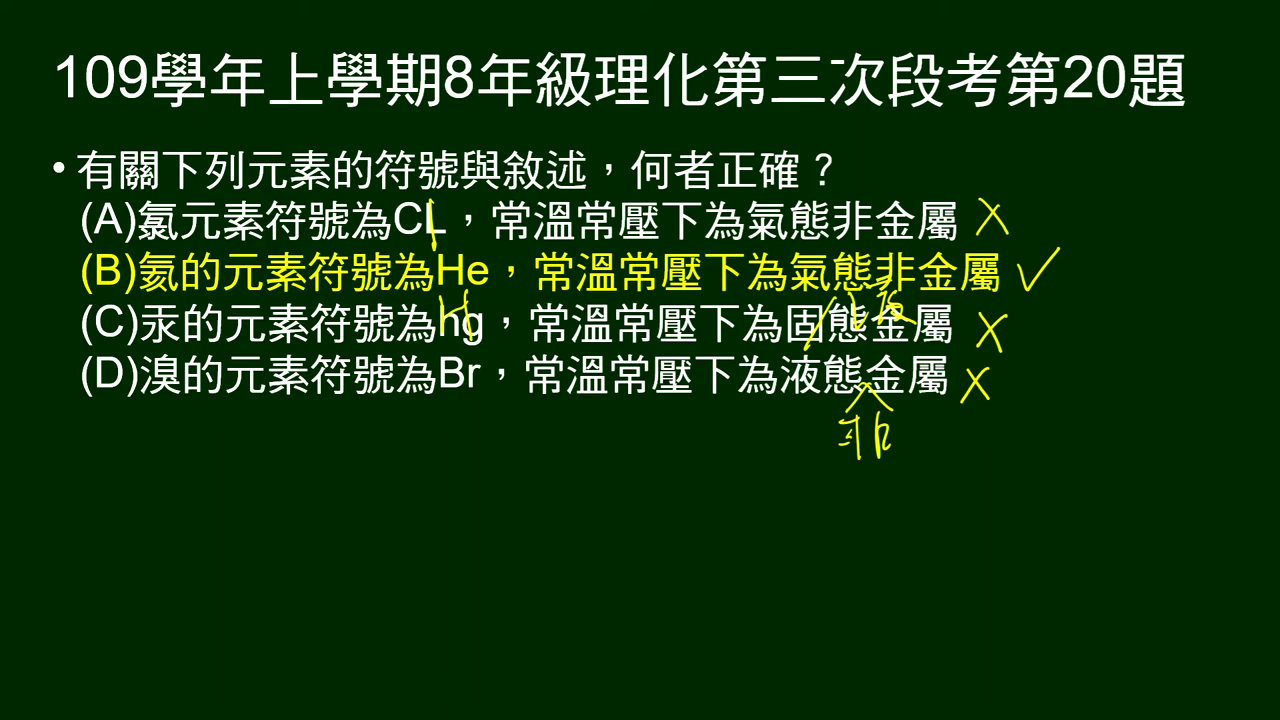 109學年上學期8年級理化第三次段考第20題
• 有關下列元素的符號與敘述，何者正確？
(A)氯元素符號為CL，常溫常壓下為氣態非金屬
(B)氦的元素符號為He，常溫常壓下為氣態非金屬
H 液
(C)汞的元素符號為hg，常溫常壓下為固態金屬
(D)溴的元素符號為Br，常溫常壓下為液態金屬
非